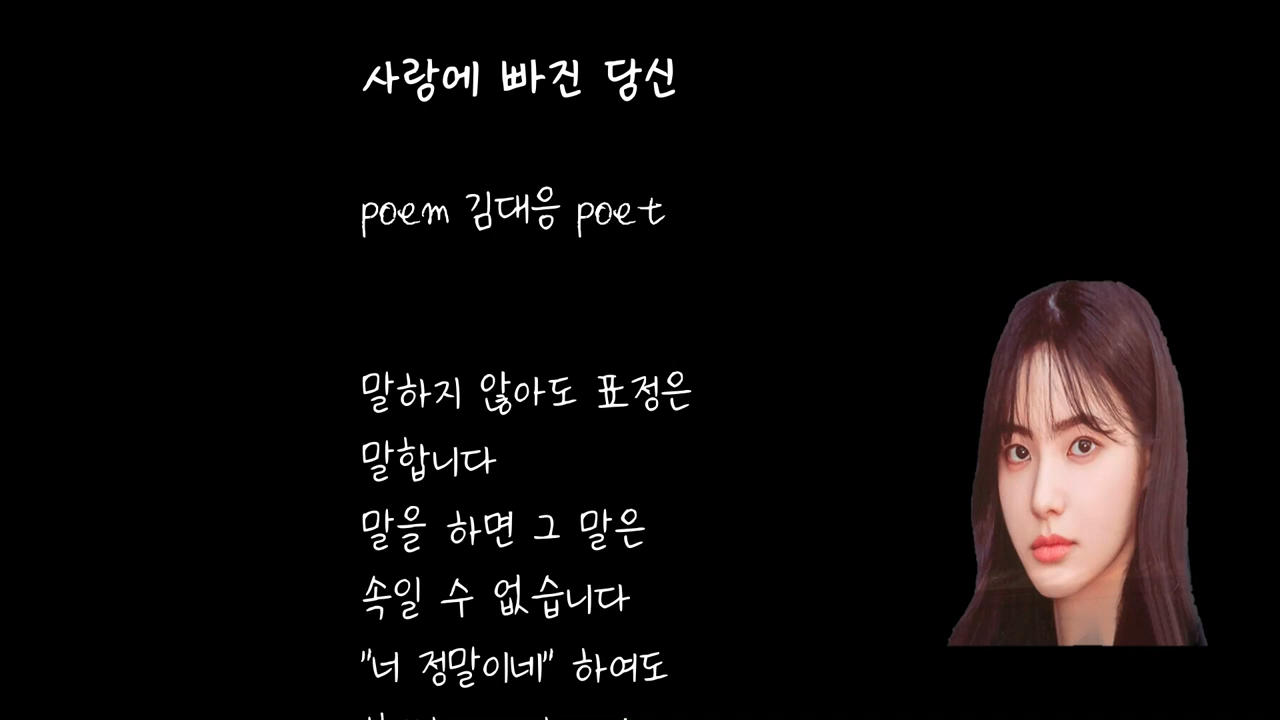 사랑에 빠진 당신
poem 김대응 poet
말하지 않아도 표정은
말합니다
말을 하면 그 말은
속일 수 없습니다
"너 정말이네" 하여도